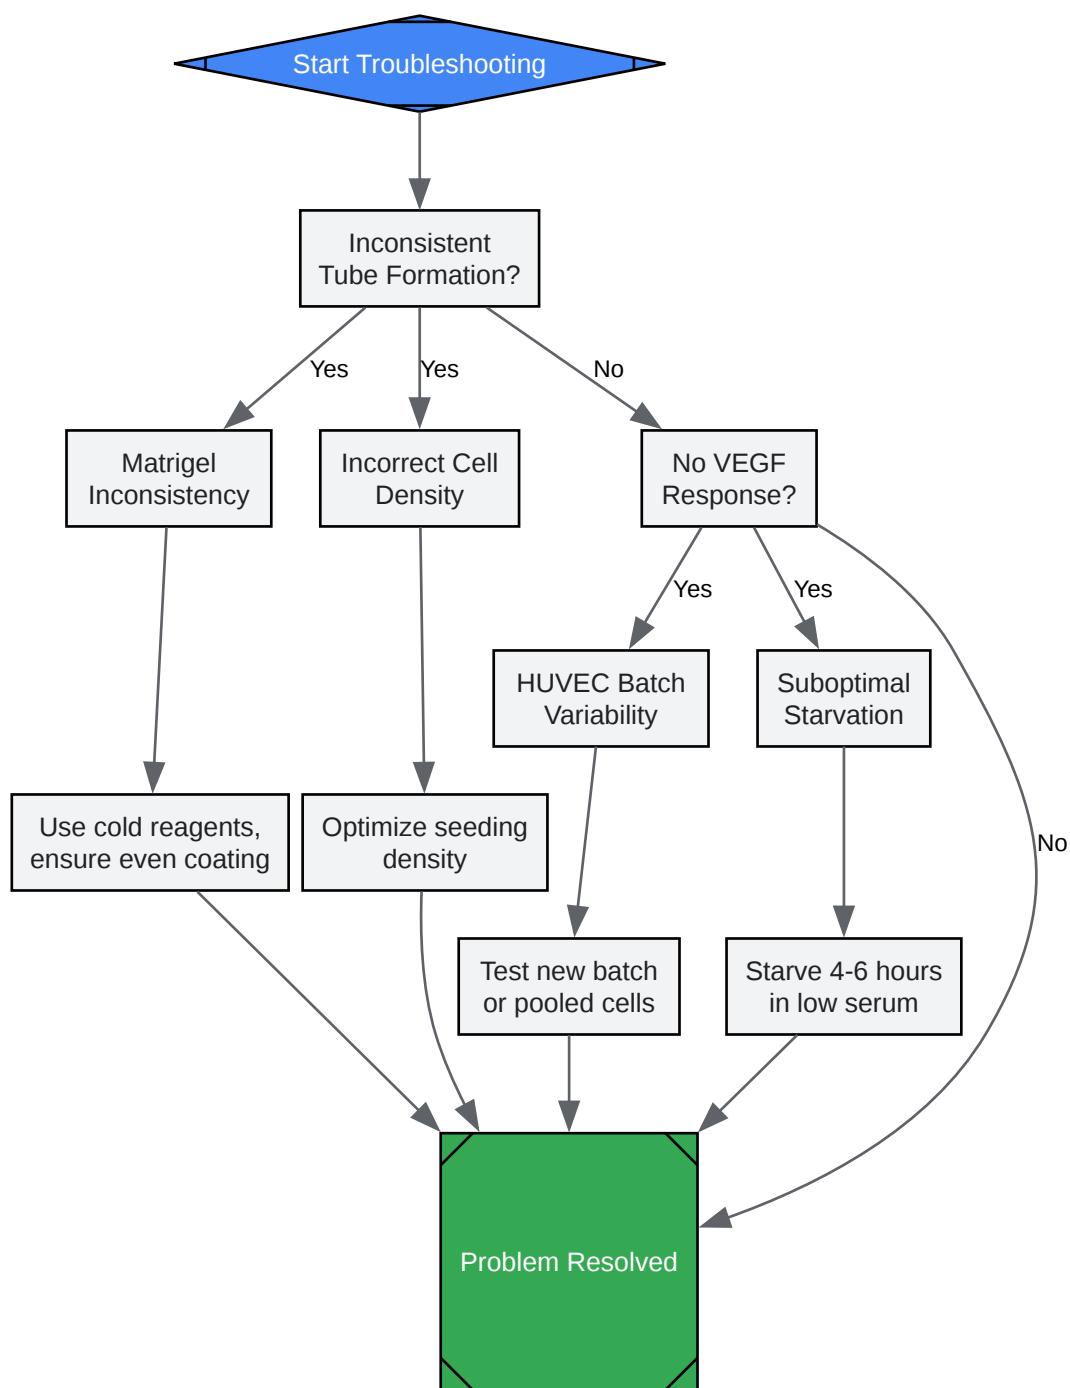 Start Troubleshooting
Inconsistent
Tube Formation?
Yes
Yes
No
Matrigel
Inconsistency
Incorrect Cell
Density
No VEGF
Response?
Yes
Yes
HUVEC Batch
Variability
Suboptimal
Starvation
Use cold reagents,
ensure even coating
Optimize seeding
density
No
Test new batch
or pooled cells
Starve 4-6 hours
in low serum
Problem Resolved